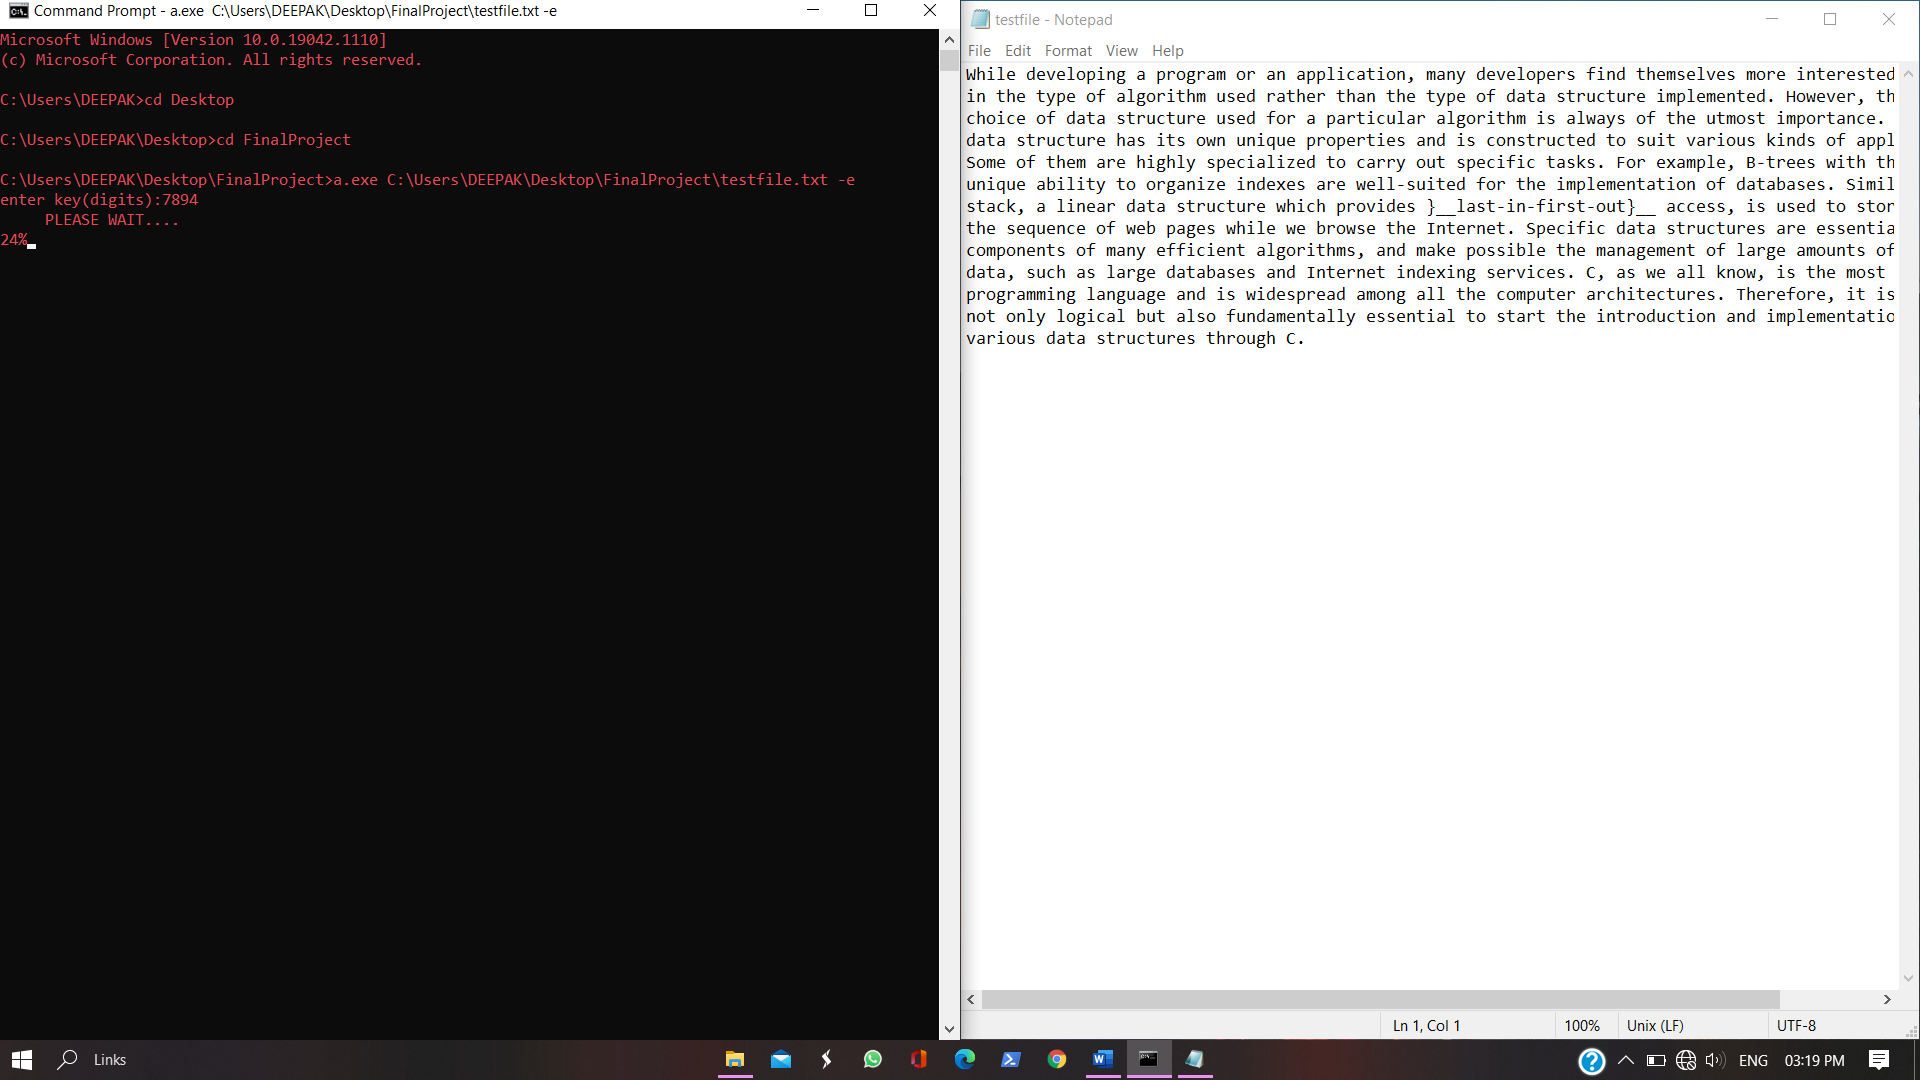 Command Prompt - a.exe  C:\Users\DEEPAK\Desktop\FinalProject\testfile.txt -e
Microsoft Windows [Version 10.0.19042.1110]
(c) Microsoft Corporation. All rights reserved.
C:\Users\DEEPAK>cd Desktop
C:\Users\DEEPAK\Desktop>cd FinalProject
C:\Users\DEEPAK\Desktop\FinalProject>a.exe C:\Users\DEEPAK\Desktop\FinalProject\testfile.txt -e
enter key(digits):7894
     PLEASE WAIT....
24%
testfile - Notepad
File Edit Format View Help
While developing a program or an application, many developers find themselves more interested
in the type of algorithm used rather than the type of data structure implemented. However, th
choice of data structure used for a particular algorithm is always of the utmost importance.
data structure has its own unique properties and is constructed to suit various kinds of appl
Some of them are highly specialized to carry out specific tasks. For example, B-trees with th
unique ability to organize indexes are well-suited for the implementation of databases. Simil
stack, a linear data structure which provides }__last-in-first-out}__ access, is used to stor
the sequence of web pages while we browse the Internet. Specific data structures are essentia
components of many efficient algorithms, and make possible the management of large amounts of
data, such as large databases and Internet indexing services. C, as we all know, is the most
programming language and is widespread among all the computer architectures. Therefore, it is
not only logical but also fundamentally essential to start the introduction and implementatio
various data structures through C.
Ln 1, Col 1 100% Unix (LF) UTF-8
Links ENG 03:19 PM